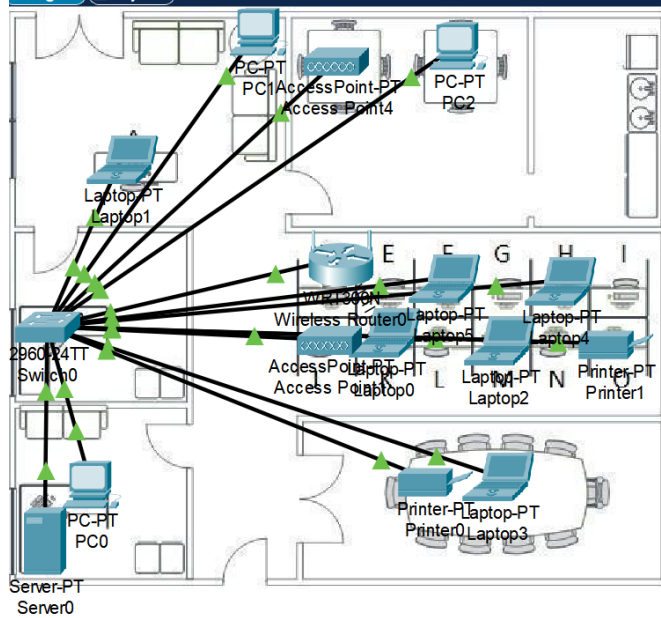 PC-PT
PC1
AccessPoint-PT
Access Point4
PC-PT
PC2
Laptop-PT
Laptop1
E F G H I
WRT300N
Wireless Router0
Laptop-PT
Laptop5
Laptop-PT
Laptop4
2960-24TT
Switch0
AccessPoint-PT
Access Point
Laptop-PT
Laptop0
K L M N O
Laptop-PT
Laptop2
Printer-PT
Printer1
PC-PT
PC0
Printer-PT
Printer0
Laptop-PT
Laptop3
Server-PT
Server0